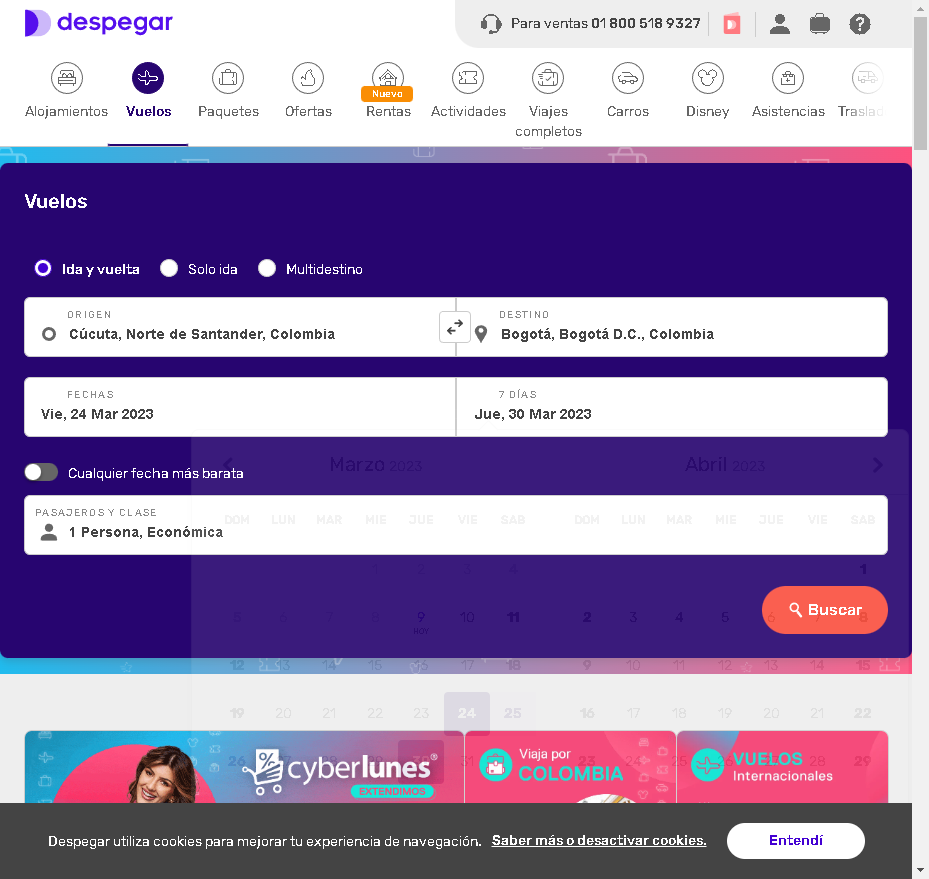 despegar
Para ventas 01 800 518 9327
Alojamientos
Vuelos
Paquetes
Ofertas
Nuevo
Rentas
Actividades
Viajes
completos
Carros
Disney
Asistencias
Traslad
Vuelos
Ida y vuelta
Solo ida
Multidestino
ORIGEN
Cúcuta, Norte de Santander, Colombia
DESTINO
Bogotá, Bogotá D.C., Colombia
FECHAS
Vie, 24 Mar 2023
7 DÍAS
Jue, 30 Mar 2023
Marzo 2023
Abril 2023
Cualquier fecha más barata
PASAJEROS Y CLASE
1 Persona, Económica
DOM LUN MAR MIE JUE VIE SAB
DOM LUN MAR MIE JUE VIE SAB
1 2 3 4
1
5 6 7 8 9 10 11
2 3 4 5 6 7 8
HOY
Buscar
12 13 14 15 16 17 18
9 10 11 12 13 14 15
19 20 21 22 23 24 25
16 17 18 19 20 21 22
26
30 31
23
28 29
cyberlunes
EXTENDIMOS
Viaja por
COLOMBIA
VUELOS
Internacionales
Despegar utiliza cookies para mejorar tu experiencia de navegación. Saber más o desactivar cookies.
Entendí